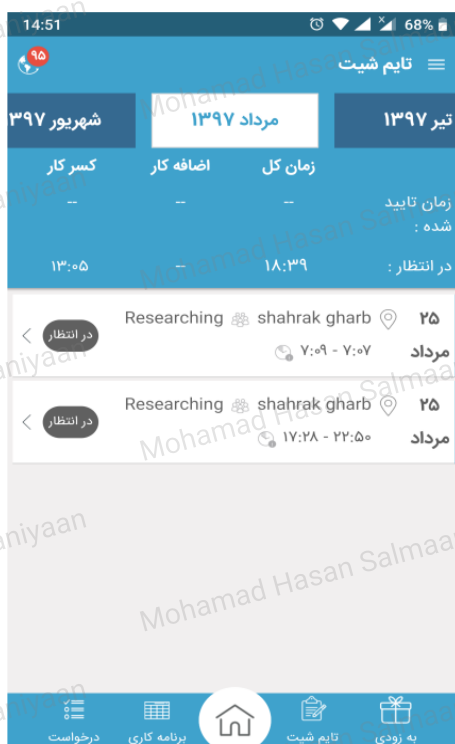 14:51 68%
تایم شیت ۹۵
تیر ۱۳۹۷ مرداد ۱۳۹۷ شهریور ۱۳۹۷
زمان کل اضافه کار کسر کار
زمان تایید شده : -- -- --
در انتظار : ۱۸:۳۹ -- ۱۳:۰۵
۲۵ shahrak gharb Researching
مرداد ۷:۰۷ - ۷:۰۹ در انتظار
۲۵ shahrak gharb Researching
مرداد ۲۲:۵۰ - ۱۷:۲۸ در انتظار
به زودی تایم شیت برنامه کاری درخواست
Mohamad Hasan Salmaaniyaan